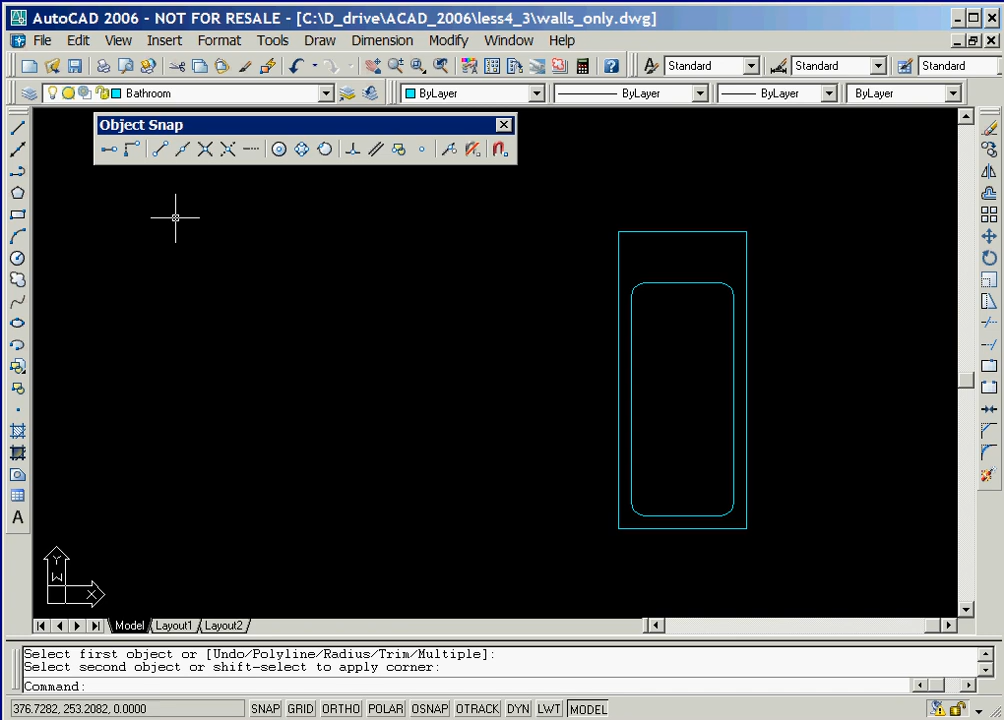 AutoCAD 2006 - NOT FOR RESALE - [C:\D_drive\ACAD_2006\less4_3\walls_only.dwg]
File Edit View Insert Format Tools Draw Dimension Modify Window Help
Standard Standard Standard
Bathroom ByLayer ByLayer ByLayer ByLayer
Object Snap
A
Y
W
X
Model Layout1 Layout2
Select first object or [Undo/Polyline/Radius/Trim/Multiple]:
Select second object or shift-select to apply corner:
Command:
376.7282, 253.2082, 0.0000 SNAP GRID ORTHO POLAR OSNAP OTRACK DYN LWT MODEL